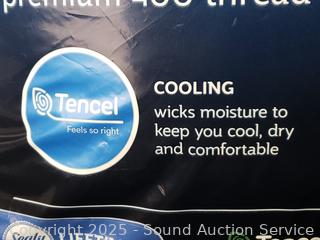 premium 400 thread
Tencel
Feels so right
COOLING
wicks moisture to
keep you cool, dry
and comfortable
Sealy
Copyright 2025 - Sound Auction Service